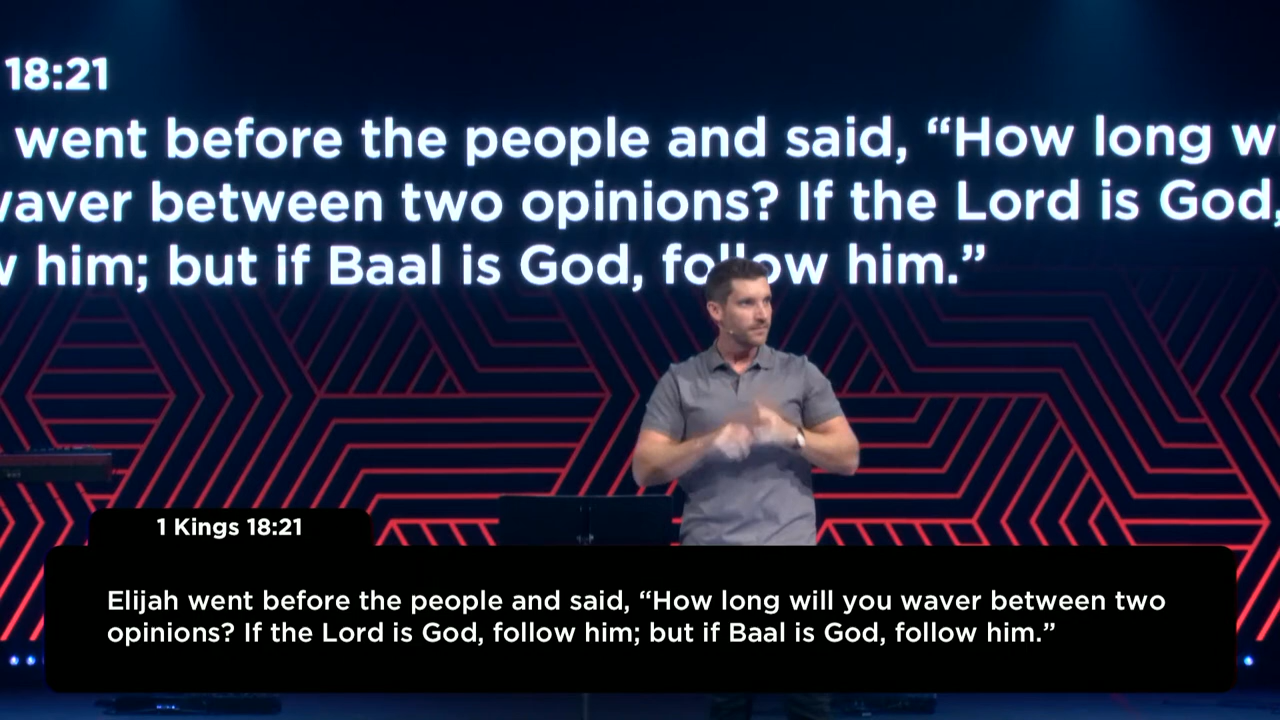 18:21
went before the people and said, “How long
waver between two opinions? If the Lord is God,
him; but if Baal is God, follow him.”
1 Kings 18:21
Elijah went before the people and said, “How long will you waver between two
opinions? If the Lord is God, follow him; but if Baal is God, follow him.”